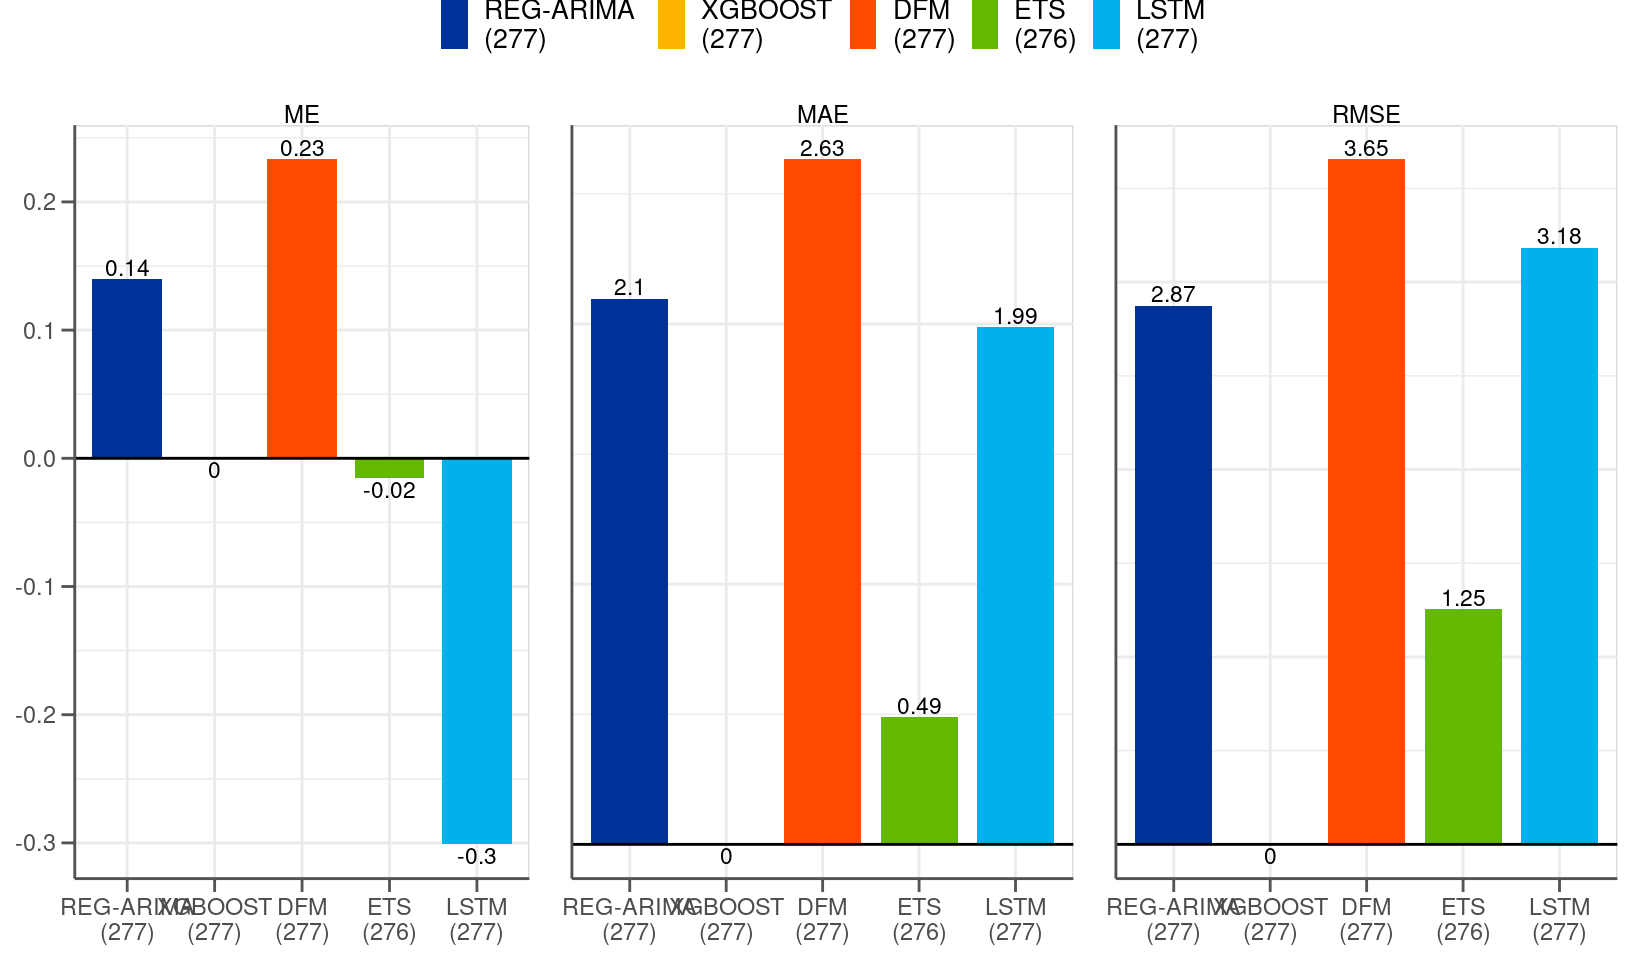 REG-ARIMA
(277)
XGBOOST
(277)
DFM
(277)
ETS
(276)
LSTM
(277)
ME
0.2
0.1
0.0
-0.1
-0.2
-0.3
0.14
0
0.23
-0.02
-0.3
REG-ARIMA
(277)
XGBOOST
(277)
DFM
(277)
ETS
(276)
LSTM
(277)
MAE
2.1
0
2.63
0.49
1.99
REG-ARIMA
(277)
XGBOOST
(277)
DFM
(277)
ETS
(276)
LSTM
(277)
RMSE
2.87
0
3.65
1.25
3.18
REG-ARIMA
(277)
XGBOOST
(277)
DFM
(277)
ETS
(276)
LSTM
(277)